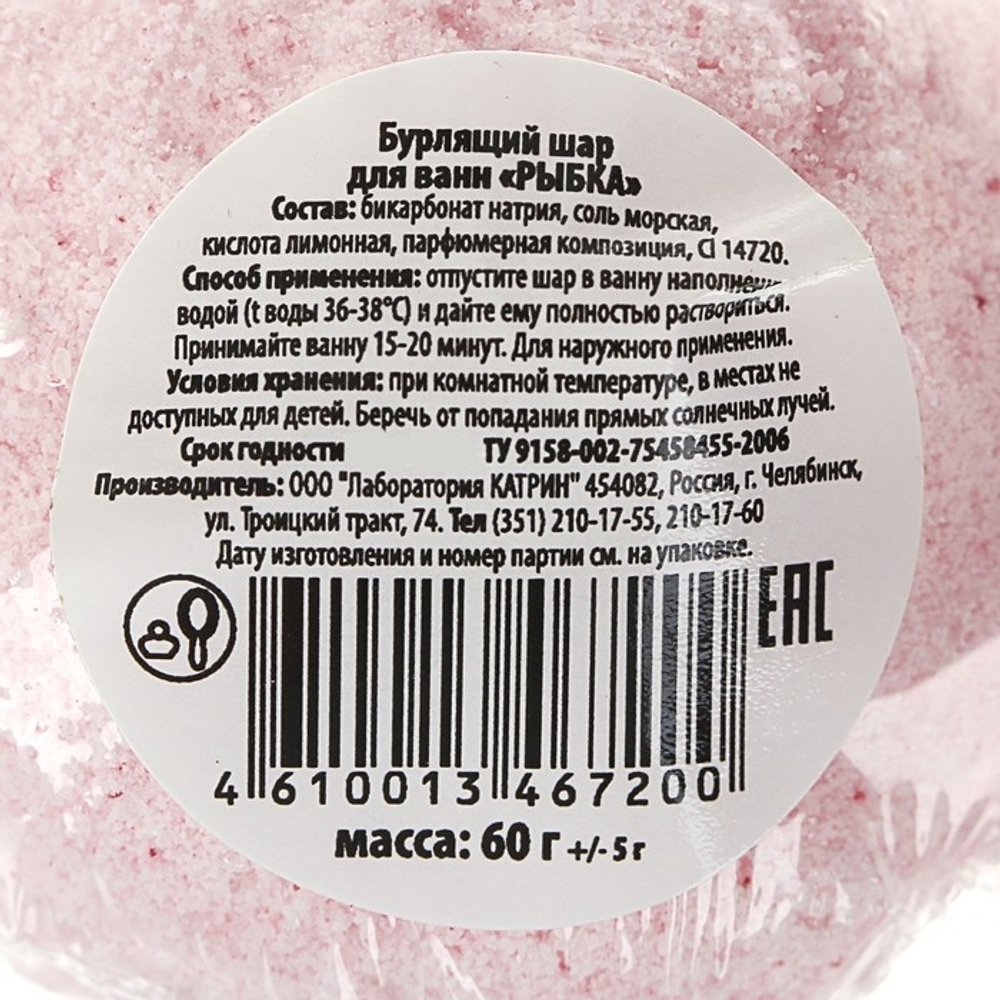 Бурлящий шар
для ванн «РЫБКА»
Состав: бикарбонат натрия, соль морская,
кислота лимонная, парфюмерная композиция, CI 14720.
Способ применения: отпустите шар в ванну
водой (t воды 36-38°C) и дайте ему полностью раствориться.
Принимайте ванну 15-20 минут. Для наружного применения.
Условия хранения: при комнатной температуре, в местах не
доступных для детей. Беречь от попадания прямых солнечных лучей.
Срок годности ТУ 9158-002-75458455-2006
Производитель: ООО "Лаборатория КАТРИН" 454082, Россия, г. Челябинск,
ул. Троицкий тракт, 74. Тел (351) 210-17-55, 210-17-60
Дату изготовления и номер партии см. на упаковке.
EAC
4 610013 467200
масса: 60 г +/- 5 г